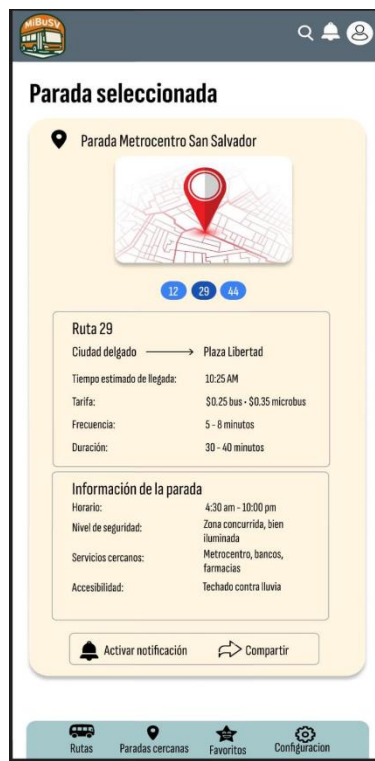 MiBuSV
Parada seleccionada
Parada Metrocentro San Salvador
12 29 44
Ruta 29
Ciudad delgado Plaza Libertad
Tiempo estimado de llegada: 10:25 AM
Tarifa: $0.25 bus - $0.35 microbus
Frecuencia: 5 - 8 minutos
Duración: 30 - 40 minutos
Información de la parada
Horario: 4:30 am - 10:00 pm
Nivel de seguridad: Zona concurrida, bien
iluminada
Servicios cercanos: Metrocentro, bancos,
farmacias
Accesibilidad: Techado contra lluvia
Activar notificación Compartir
Rutas Paradas cercanas Favoritos Configuracion